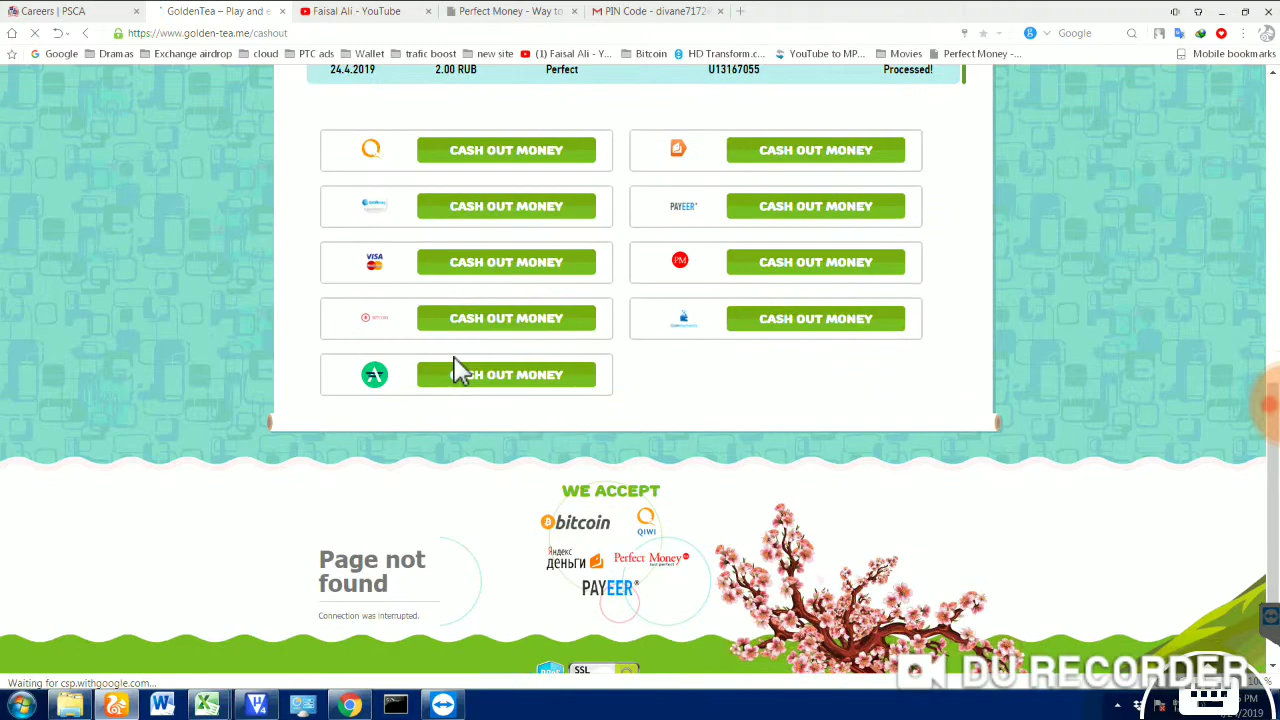 Careers | PSCA
GoldenTea – Play and e
Faisal Ali - YouTube
Perfect Money - Way to
PIN Code - divane7172
https://www.golden-tea.me/cashout
Google
Google
Dramas
Exchange airdrop
cloud
PTC ads
Wallet
trafic boost
new site
(1) Faisal Ali - Y...
Bitcoin
HD Transform.c...
YouTube to MP...
Movies
Perfect Money -...
Mobile bookmarks
24.4.2019 2.00 RUB Perfect U13167055 Processed!
CASH OUT MONEY
CASH OUT MONEY
CASH OUT MONEY
PAYEER
CASH OUT MONEY
VISA
CASH OUT MONEY
PM
CASH OUT MONEY
CASH OUT MONEY
CASH OUT MONEY
OUT MONEY
WE ACCEPT
bitcoin
QIWI
Яндекс
деньги
Perfect Money
PAYEER
Page not
found
Connection was interrupted.
SSL
DU RECORDER
Waiting for csp.withgoogle.com...